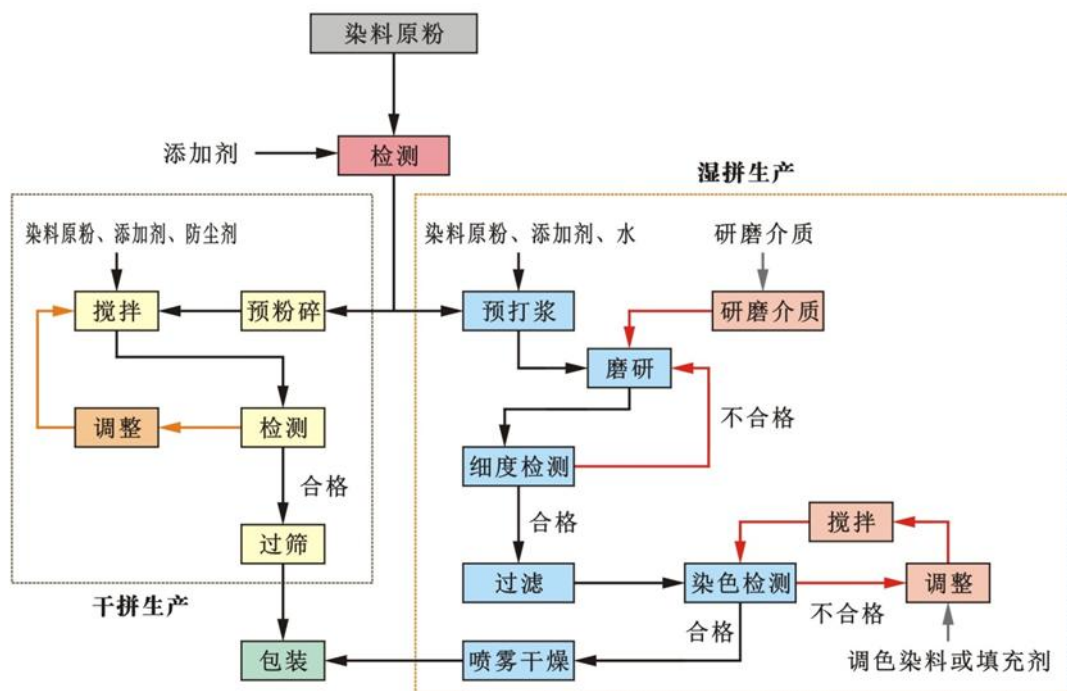 染料原粉
添加剂
检测
湿拼生产
染料原粉、添加剂、防尘剂
染料原粉、添加剂、水
研磨介质
搅拌
预粉碎
预打浆
研磨介质
磨研
调整
检测
不合格
细度检测
合格
合格
搅拌
过筛
过滤
染色检测
调整
不合格
干拼生产
合格
包装
喷雾干燥
调色染料或填充剂